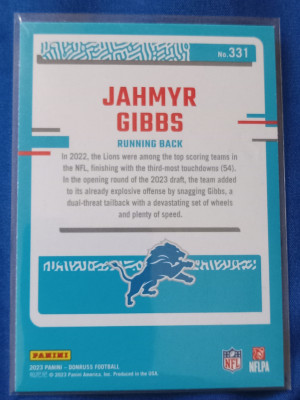 No. 331
JAHMYR
GIBBS
RUNNING BACK
In 2022, the Lions were among the top scoring teams in
the NFL, finishing with the third-most touchdowns (54).
In the opening round of the 2023 draft, the team added
to its already explosive offense by snagging Gibbs, a
dual-threat tailback with a devastating set of wheels
and plenty of speed.
PANINI
2023 PANINI – DONRUSS FOOTBALL
© 2023 Panini America, Inc. Produced in the USA.
NFL
NFLPA